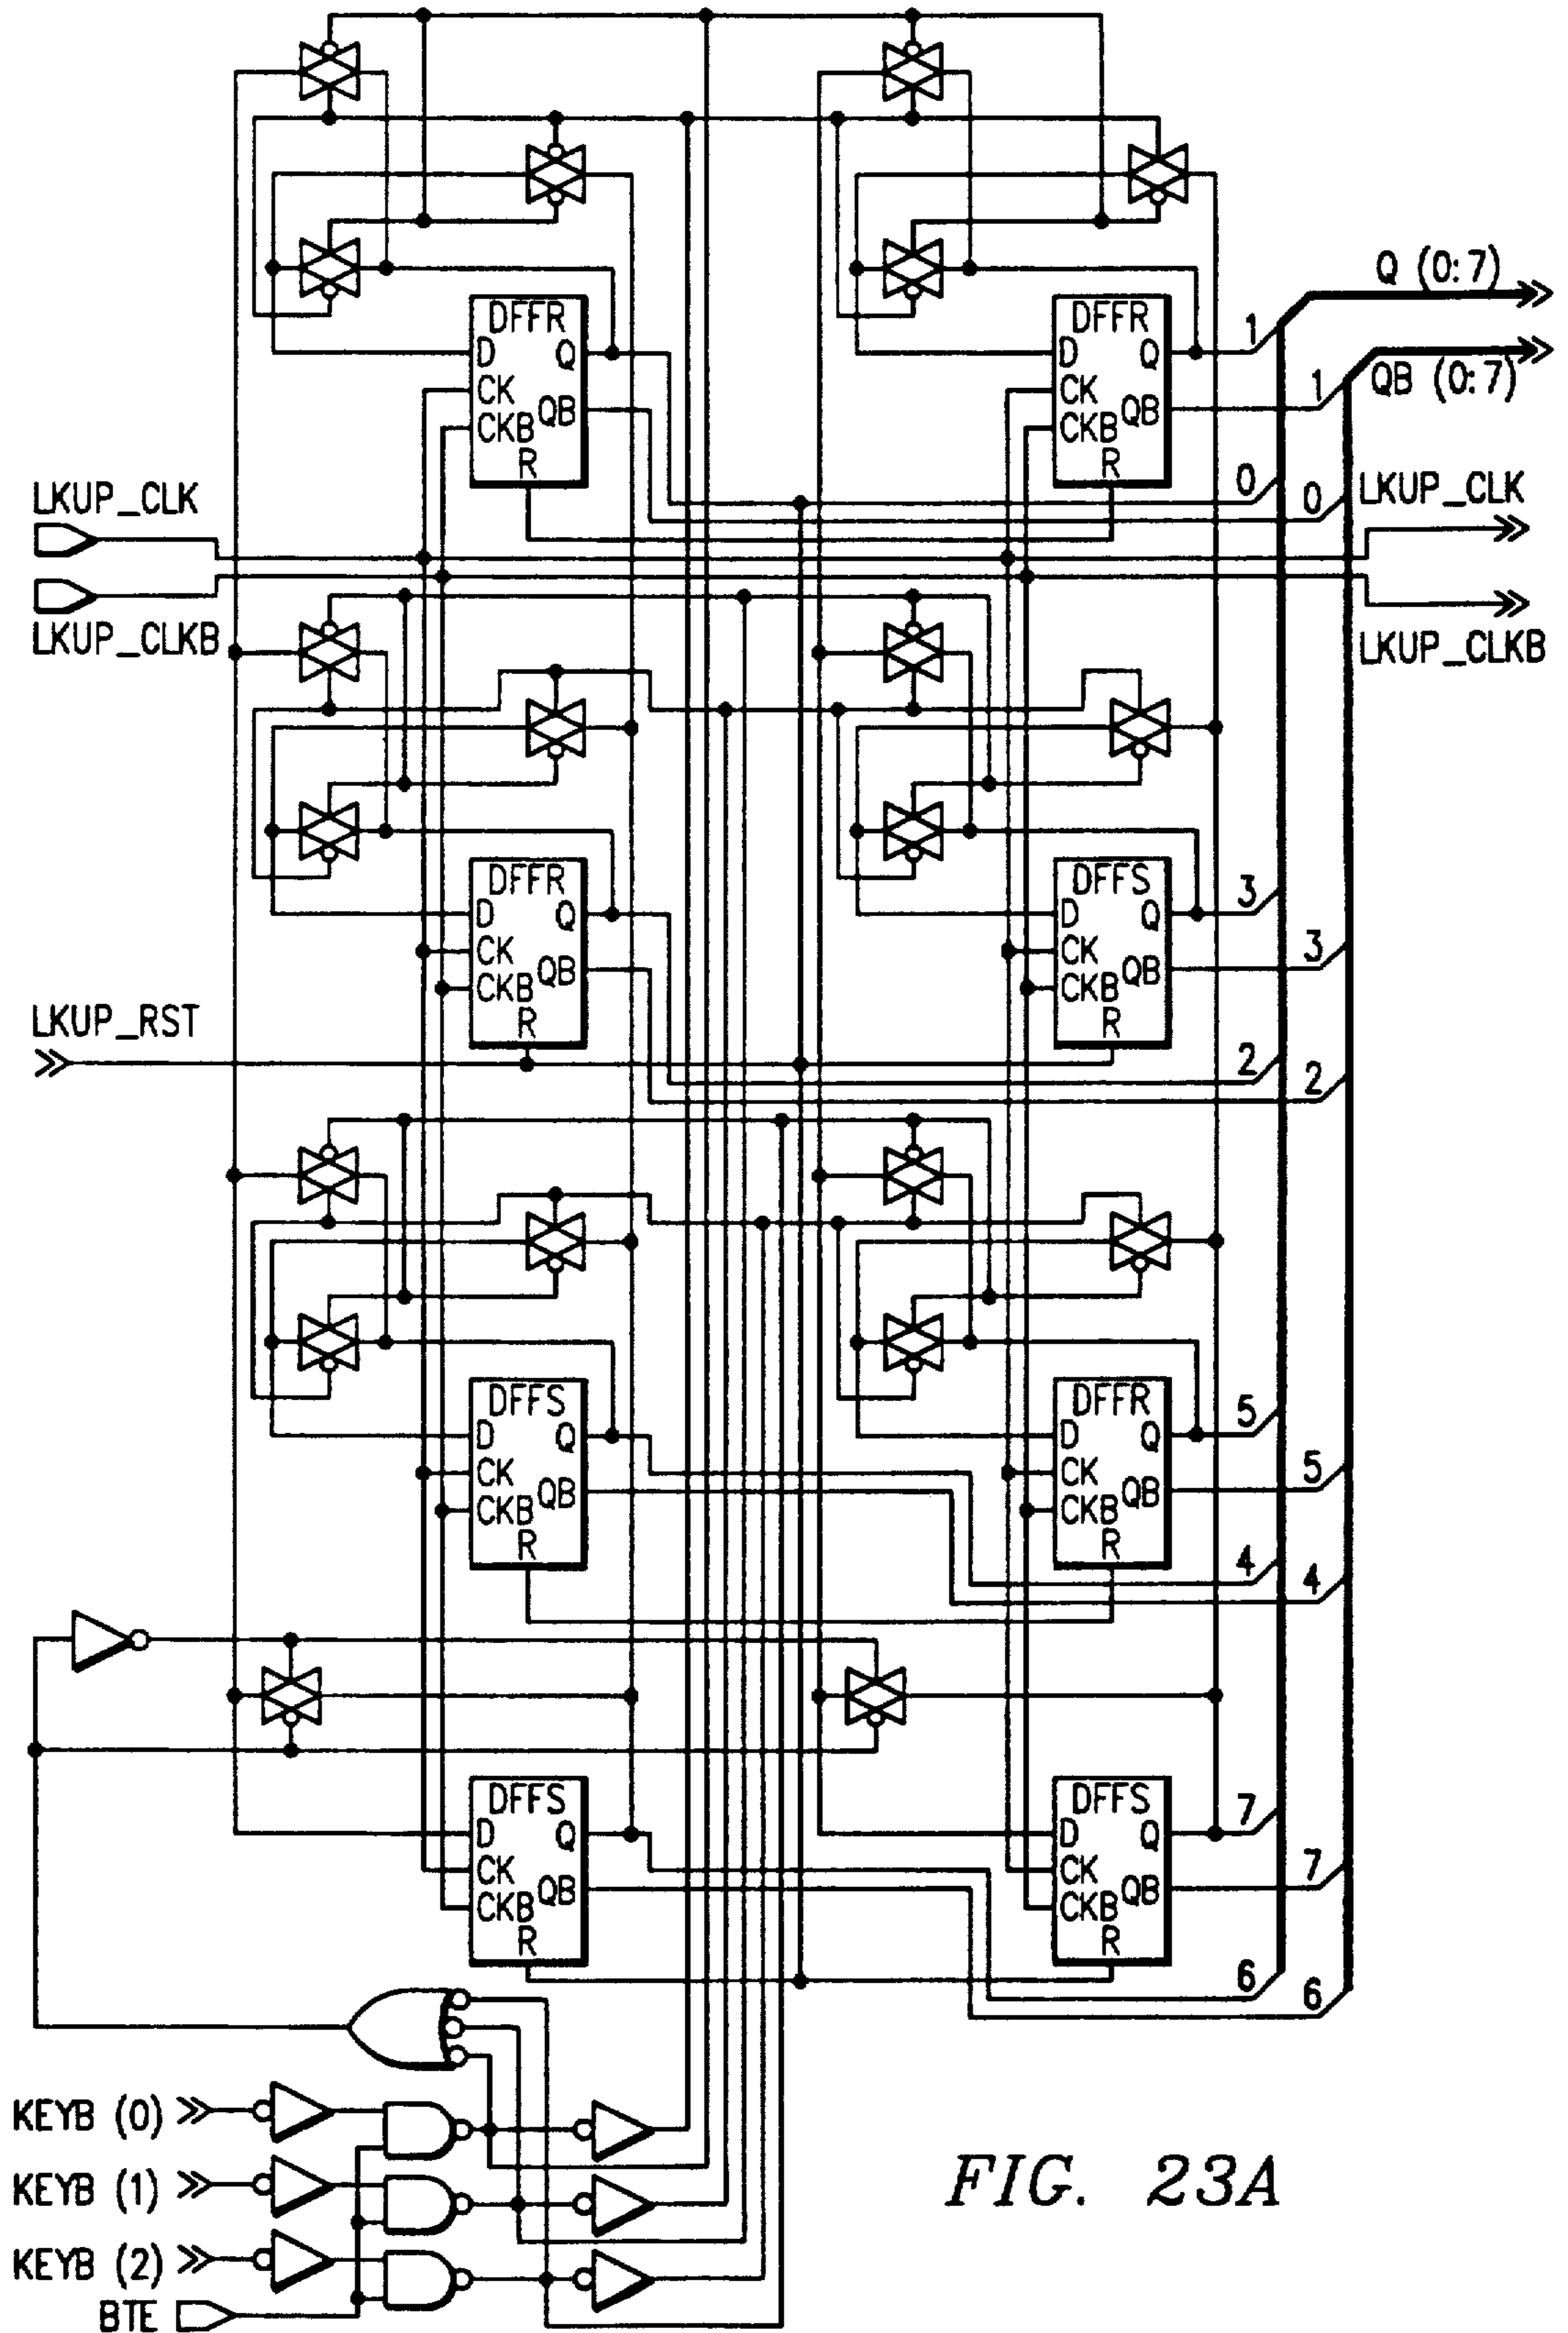 DFFR
D Q
CK
QB
CKB
R
DFFR
D Q
CK
QB
CKB
R
1
Q (0:7)
1
QB (0:7)
0
0
LKUP_CLK
LKUP_CLK
LKUP_CLKB
LKUP_CLKB
DFFR
D Q
CK
QB
CKB
R
DFFS
D Q
CK
QB
CKB
R
3
3
LKUP_RST
2
2
DFFS
D Q
CK
QB
CKB
R
DFFR
D Q
CK
QB
CKB
R
5
5
4
4
DFFS
D Q
CK
QB
CKB
R
DFFS
D Q
CK
QB
CKB
R
7
7
6
6
KEYB (0)
KEYB (1)
KEYB (2)
BTE
FIG. 23A